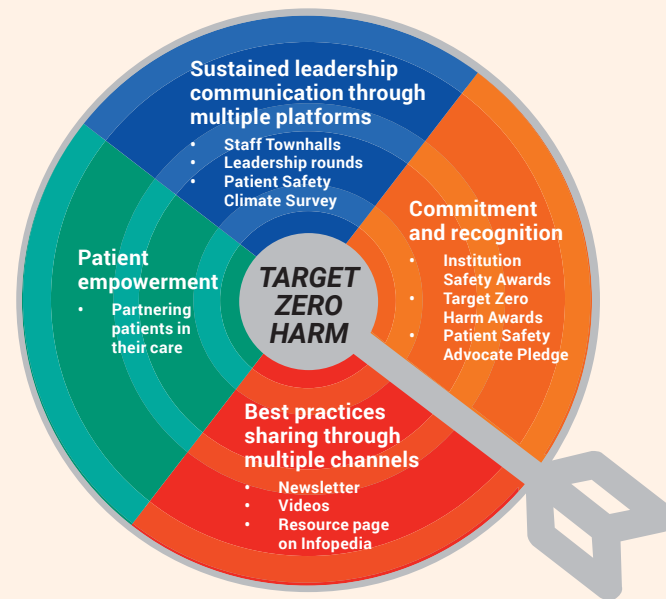 Sustained leadership
communication through
multiple platforms
• Staff Townhalls
• Leadership rounds
• Patient Safety
Climate Survey
Commitment
and recognition
• Institution
Safety Awards
• Target Zero
Harm Awards
• Patient Safety
Advocate Pledge
Patient
empowerment
• Partnering
patients in
their care
TARGET
ZERO
HARM
Best practices
sharing through
multiple channels
• Newsletter
• Videos
• Resource page
on Infopedia